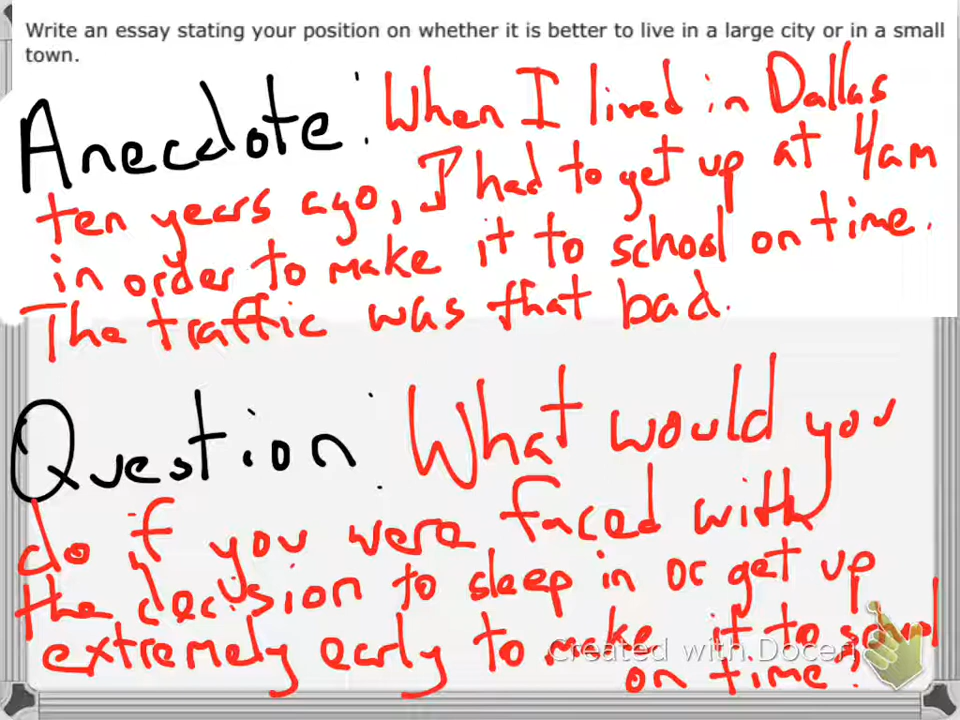 Write an essay stating your position on whether it is better to live in a large city or in a small
town.
Anecdote: When I lived in Dallas
ten years ago, I had to get up at 4am
in order to make it to school on time.
The traffic was that bad.
Question: What would you
do if you were faced with
the decision to sleep in or get up
extremely early to make it to school
on time?
Created with Doceri